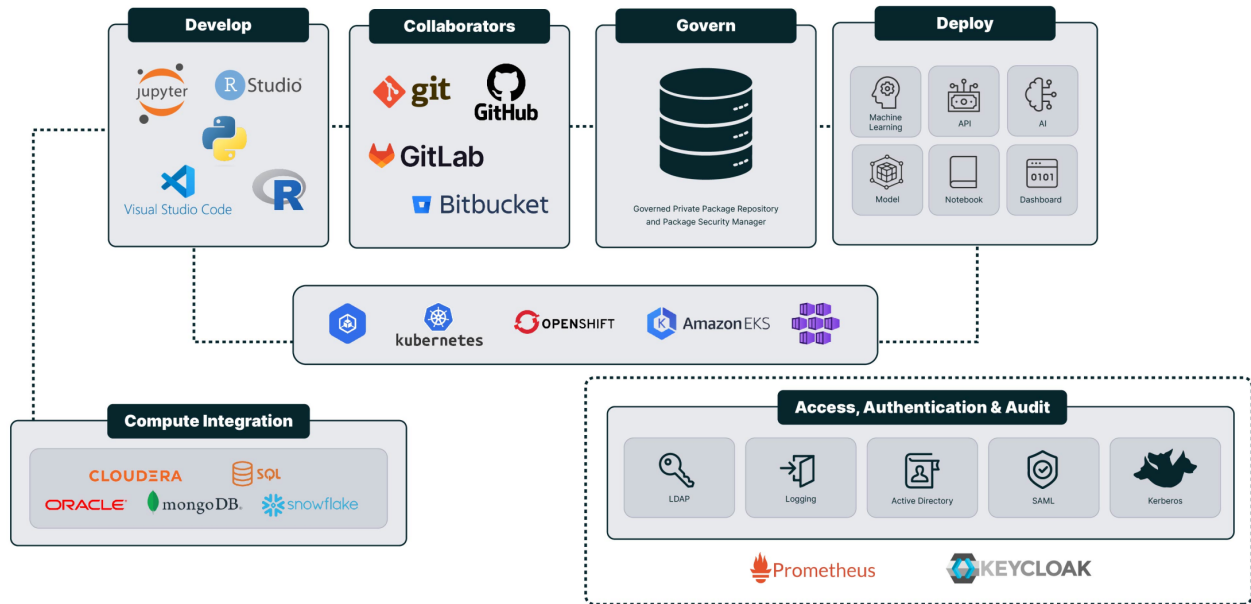 Develop
Collaborators
Govern
Deploy
jupyter
R Studio
Visual Studio Code
R
git
GitHub
GitLab
Bitbucket
Governed Private Package Repository
and Package Security Manager
Machine
Learning
API
AI
Model
Notebook
0101
Dashboard
kubernetes
OPENSHIFT
K
Amazon EKS
Compute Integration
CLOUDERA
SQL
ORACLE
mongoDB
snowflake
Access, Authentication & Audit
LDAP
Logging
Active Directory
SAML
Kerberos
Prometheus
KEYCLOAK